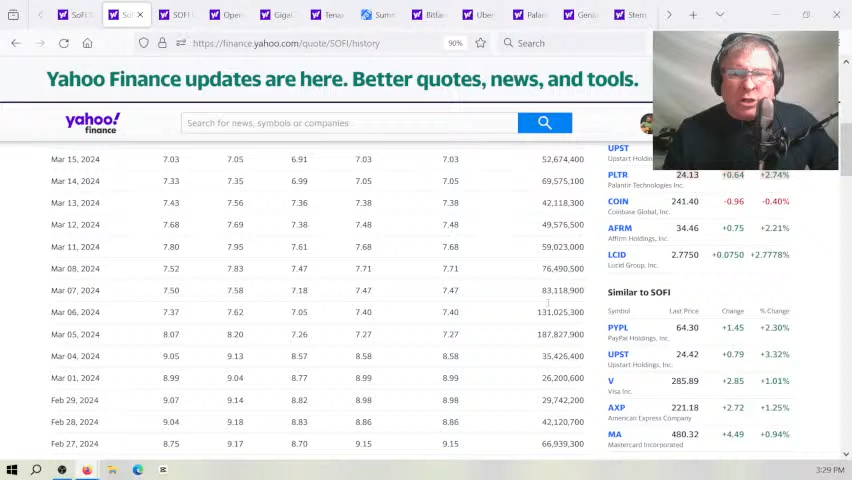 SoFi
Sof
SOFI
Open
GigaC
Tena
Summ
Bitlan
Uber
Palan
Genia
Stem
https://finance.yahoo.com/quote/SOFI/history
90%
Search
Yahoo Finance updates are here. Better quotes, news, and tools.
yahoo!
finance
Search for news, symbols or companies
Mar 15, 2024 7.03 7.05 6.91 7.03 7.03 52,674,400
Mar 14, 2024 7.33 7.35 6.99 7.05 7.05 69,575,100
Mar 13, 2024 7.43 7.56 7.36 7.38 7.38 42,118,300
Mar 12, 2024 7.68 7.69 7.38 7.48 7.48 49,576,500
Mar 11, 2024 7.80 7.95 7.61 7.68 7.68 59,023,000
Mar 08, 2024 7.52 7.83 7.47 7.71 7.71 76,490,500
Mar 07, 2024 7.50 7.58 7.18 7.47 7.47 83,118,900
Mar 06, 2024 7.37 7.62 7.05 7.40 7.40 131,025,300
Mar 05, 2024 8.07 8.20 7.26 7.27 7.27 187,827,900
Mar 04, 2024 9.05 9.13 8.57 8.58 8.58 35,426,400
Mar 01, 2024 8.99 9.04 8.77 8.99 8.99 26,200,600
Feb 29, 2024 9.07 9.14 8.82 8.98 8.98 29,742,200
Feb 28, 2024 9.04 9.18 8.83 8.86 8.86 42,120,700
Feb 27, 2024 8.75 9.17 8.70 9.15 9.15 66,939,300
UPST
Upstart Holdings, Inc.
PLTR 24.13 +0.64 +2.74%
Palantir Technologies Inc.
COIN 241.40 -0.96 -0.40%
Coinbase Global, Inc.
AFRM 34.46 +0.75 +2.21%
Affirm Holdings, Inc.
LCID 2.7750 +0.0750 +2.7778%
Lucid Group, Inc.
Similar to SOFI
Symbol Last Price Change % Change
PYPL 64.30 +1.45 +2.30%
PayPal Holdings, Inc.
UPST 24.42 +0.79 +3.32%
Upstart Holdings, Inc.
V 285.89 +2.85 +1.01%
Visa Inc.
AXP 221.18 +2.72 +1.25%
American Express Company
MA 480.32 +4.49 +0.94%
Mastercard Incorporated
3:29 PM